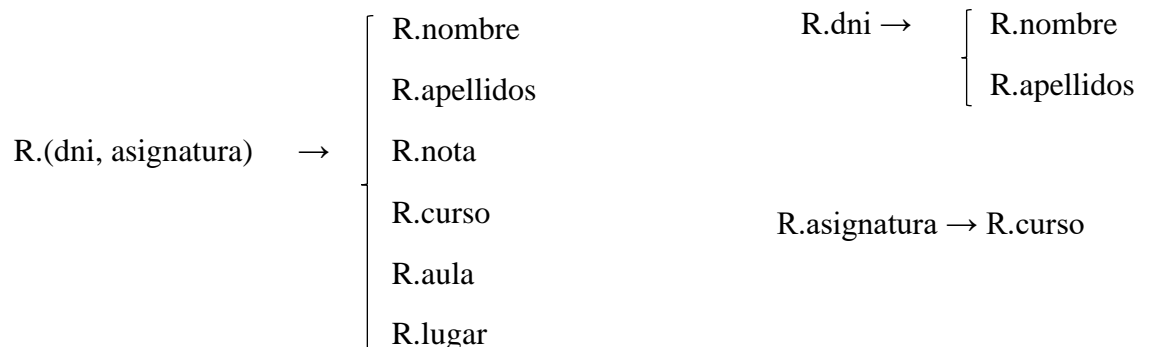 R.(dni, asignatura) →
R.nombre
R.apellidos
R.nota
R.curso
R.aula
R.lugar
R.dni →
R.nombre
R.apellidos
R.asignatura → R.curso